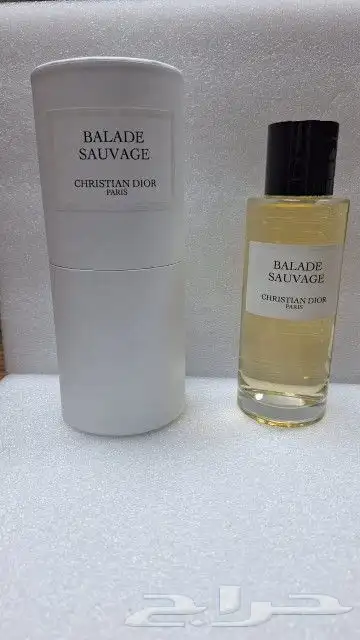 BALADE
SAUVAGE
CHRISTIAN DIOR
PARIS
BALADE
SAUVAGE
CHRISTIAN DIOR
PARIS
حراج